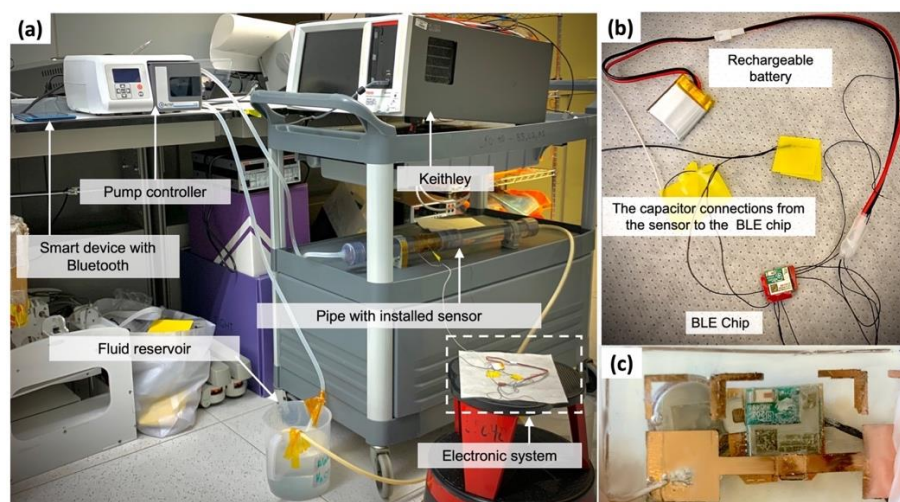 (a)
Pump controller
Smart device with
Bluetooth
Keithley
Pipe with installed sensor
Fluid reservoir
Electronic system
(b)
Rechargeable
battery
The capacitor connections from
the sensor to the BLE chip
BLE Chip
(c)